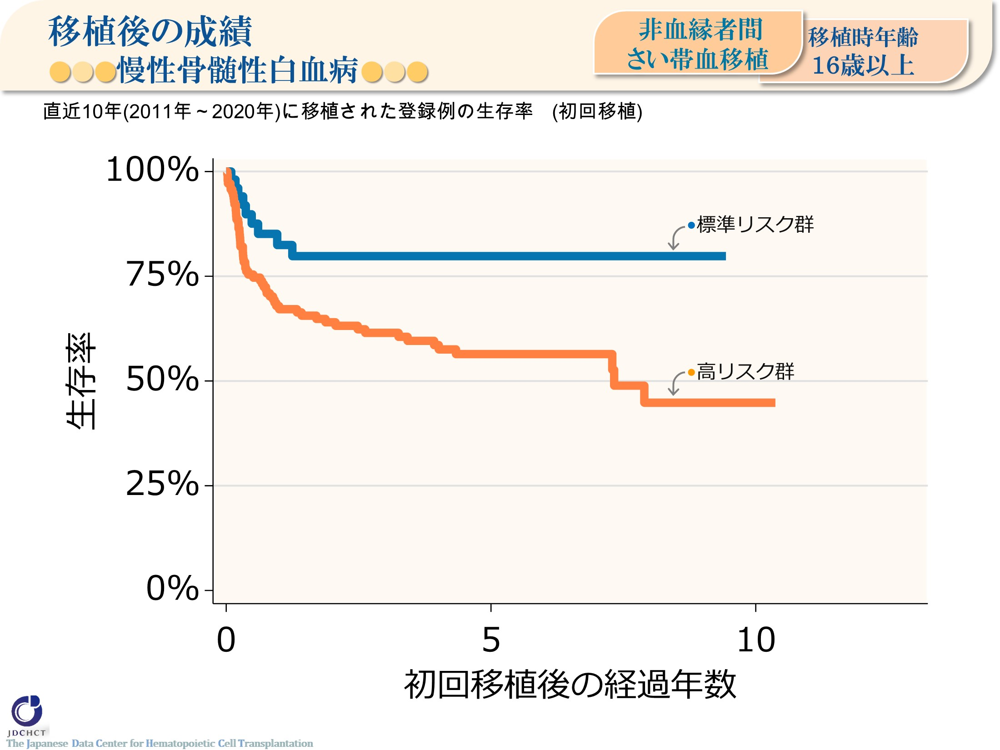 移植後の成績
慢性骨髄性白血病
非血縁者間
さい帯血移植
移植時年齢
16歳以上
直近10年(2011年～2020年)に移植された登録例の生存率　(初回移植)
100%
75%
50%
25%
0%
生存率
標準リスク群
高リスク群
0
5
10
初回移植後の経過年数
JDCHCT
The Japanese Data Center for Hematopoietic Cell Transplantation